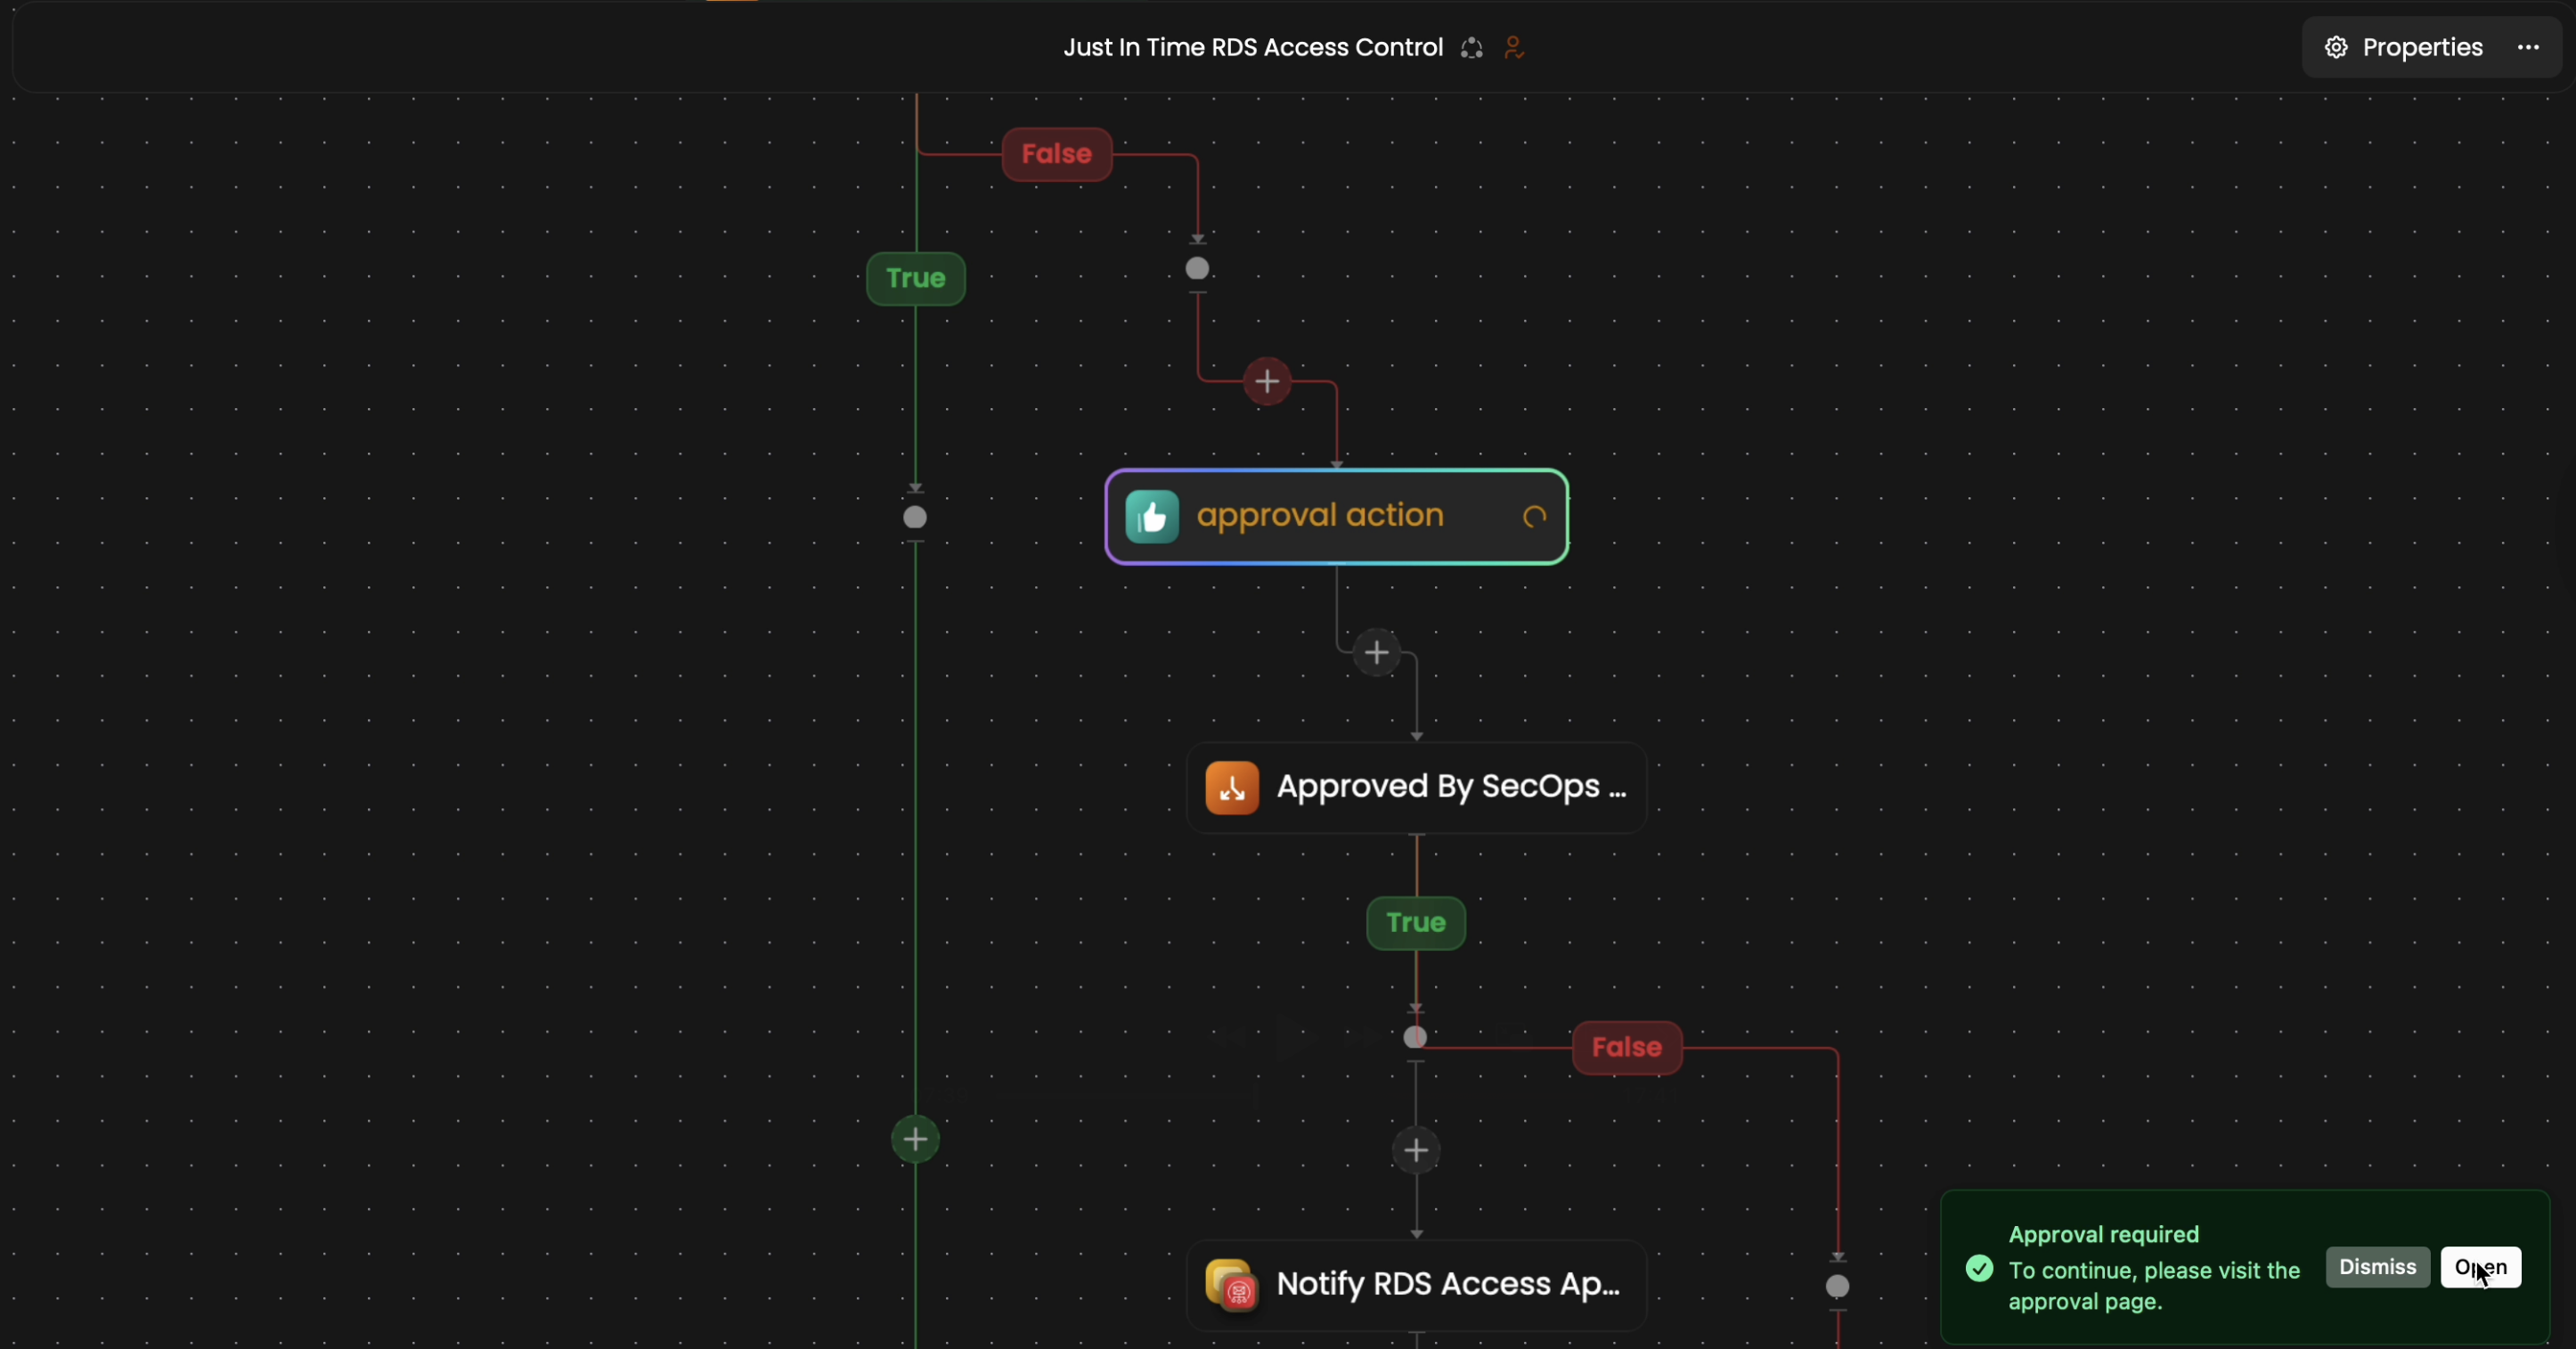 Just In Time RDS Access Control
Properties
False
True
approval action
Approved By SecOps ...
True
False
Notify RDS Access Ap...
Approval required
To continue, please visit the
approval page.
Dismiss
Open